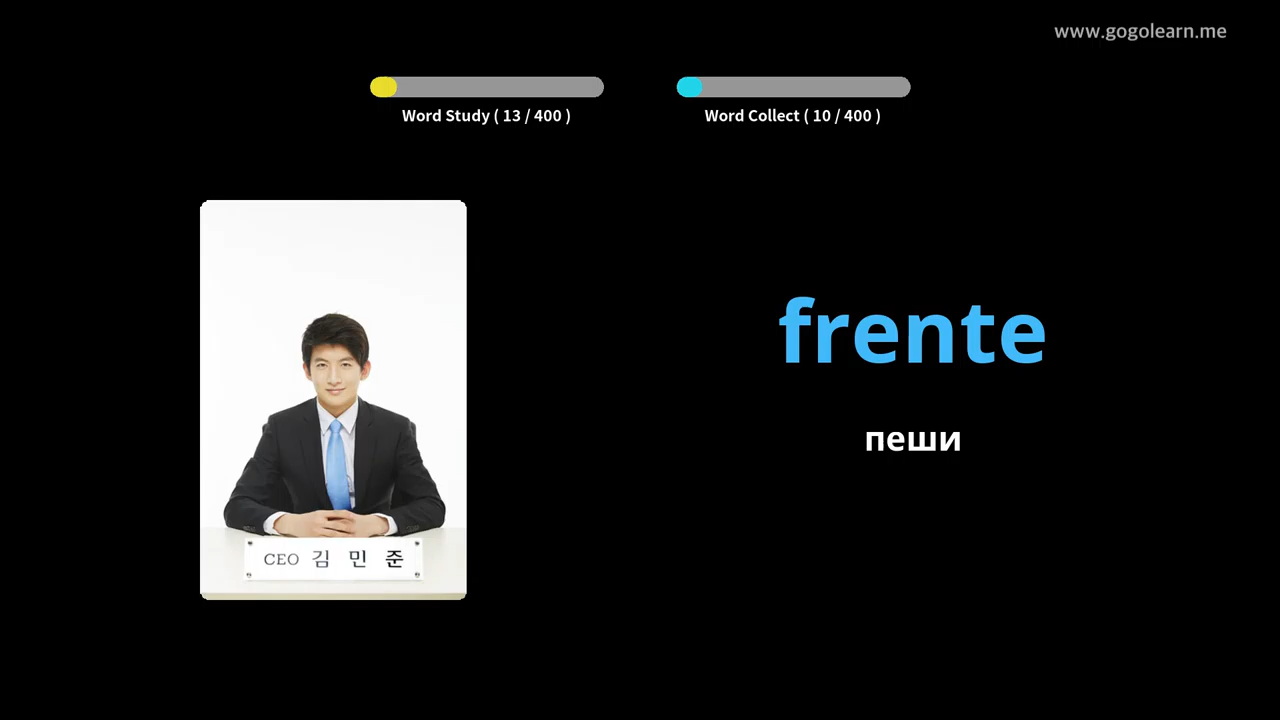 www.gogolearn.me
Word Study ( 13 / 400 )
Word Collect ( 10 / 400 )
frente
пеши
CEO 김 민 준